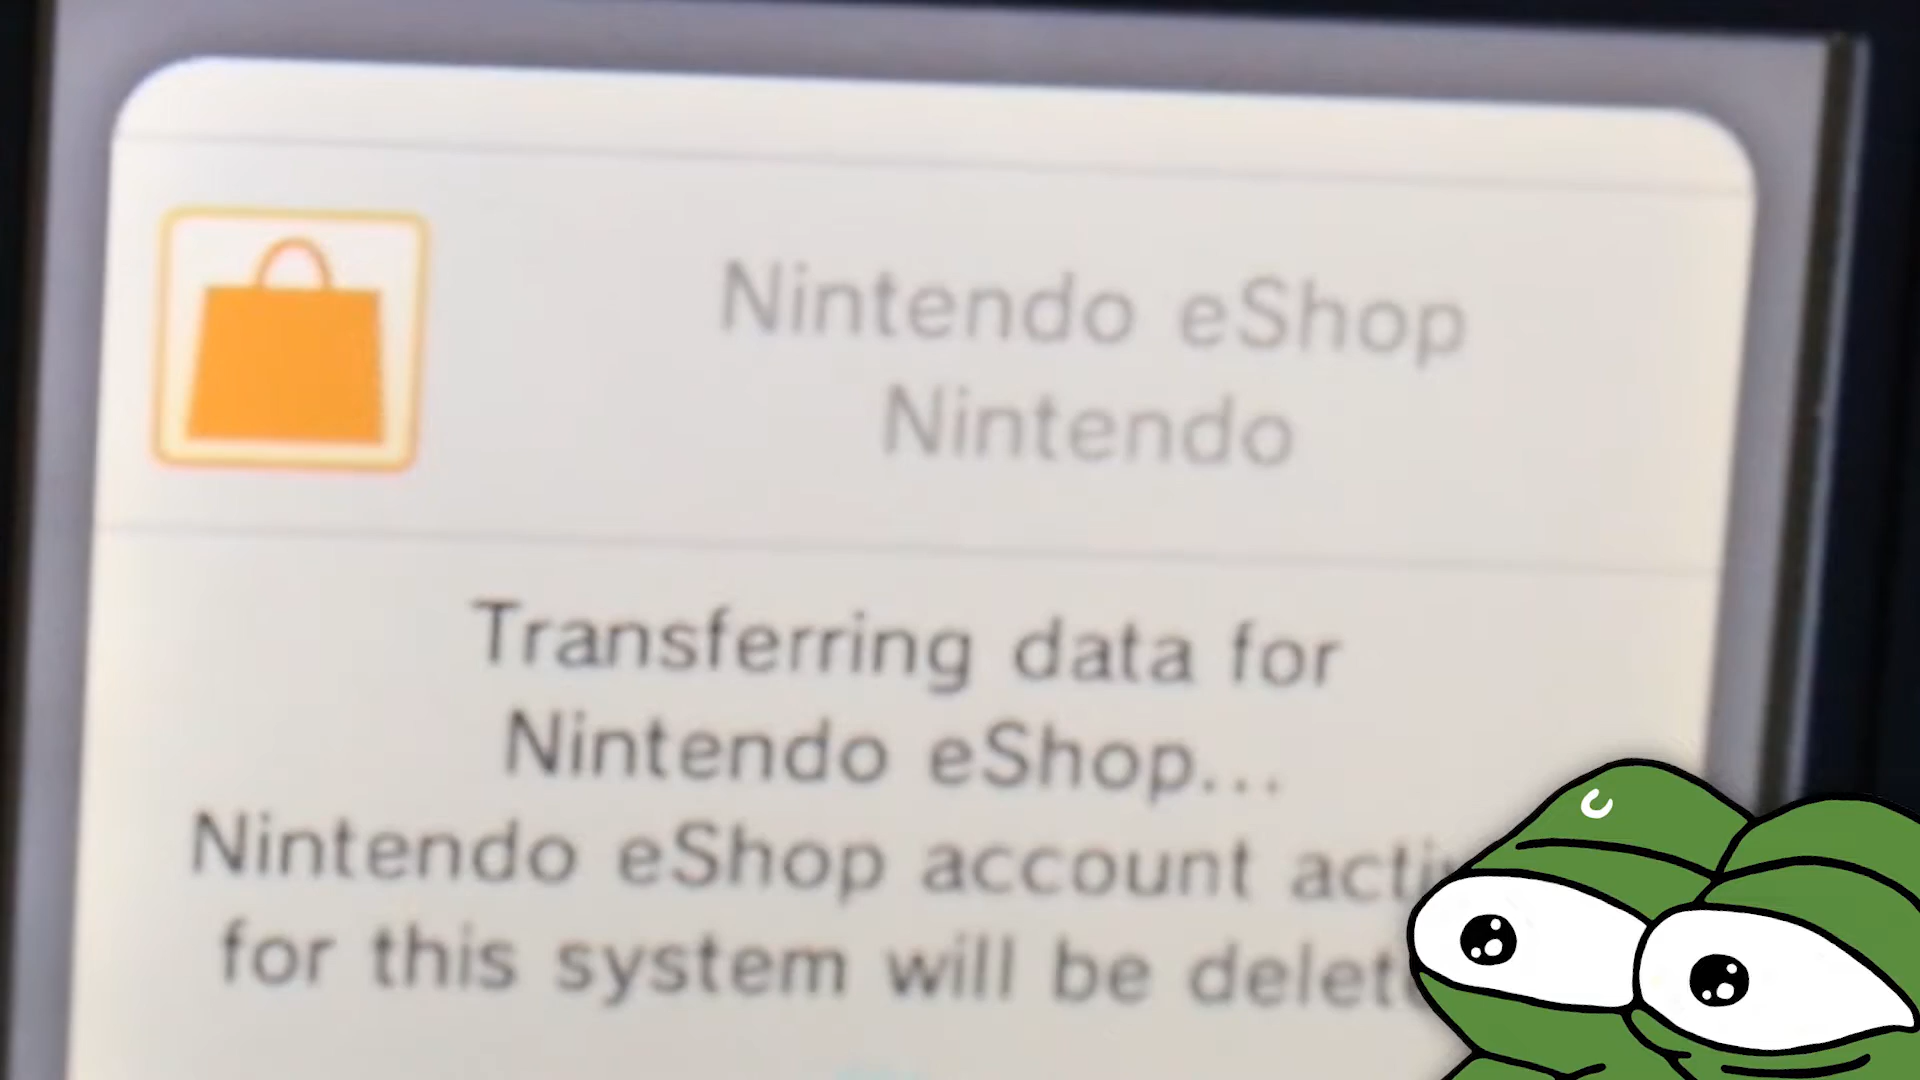 Nintendo eShop
Nintendo
Transferring data for
Nintendo eShop...
Nintendo eShop account
for this system will be